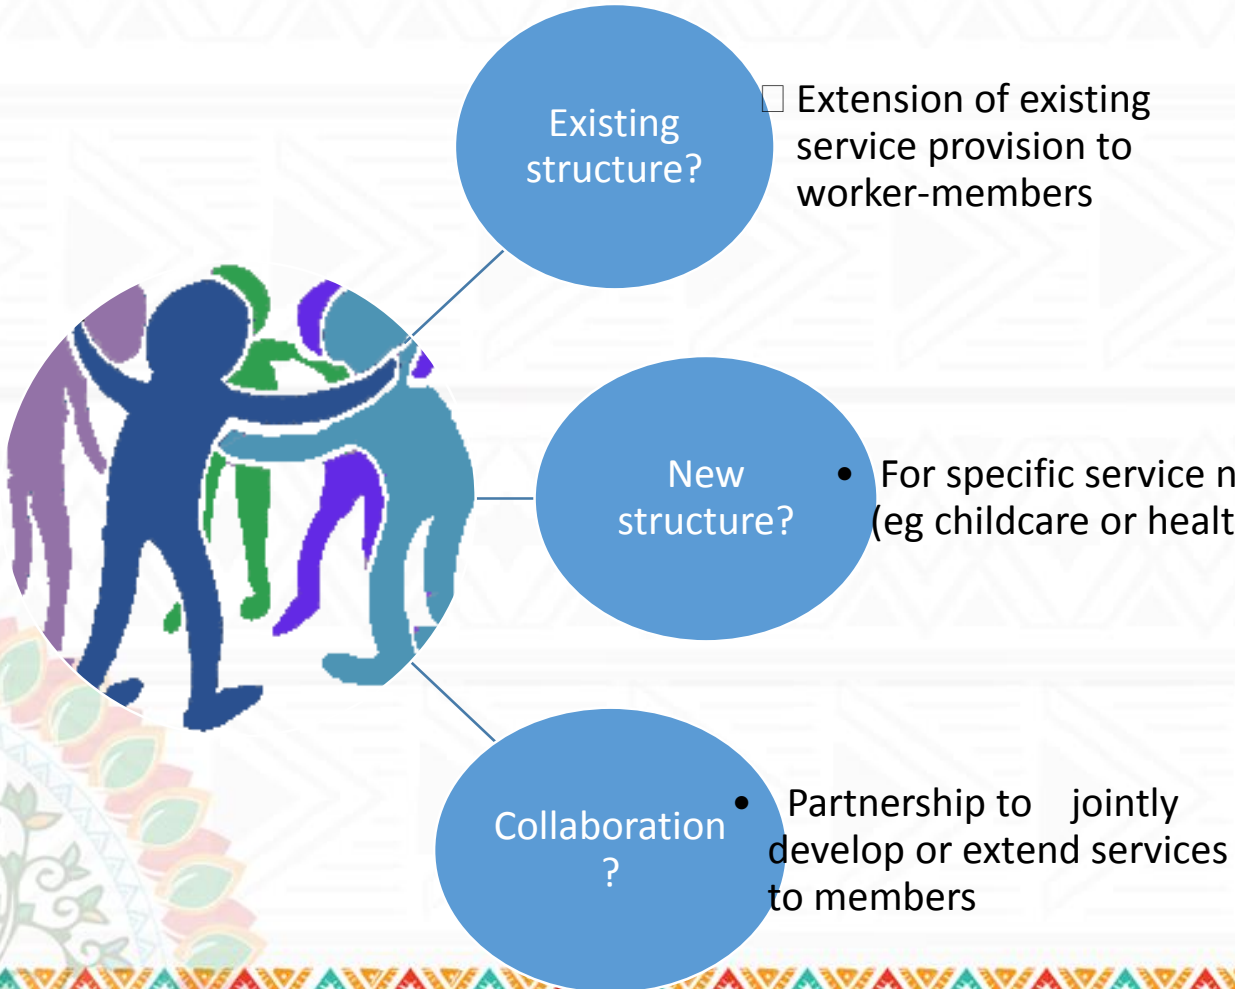 Existing
structure?
Extension of existing
service provision to
worker-members
New
structure?
• For specific service
(eg childcare or
Collaboration
?
• Partnership to jointly
develop or extend services
to members